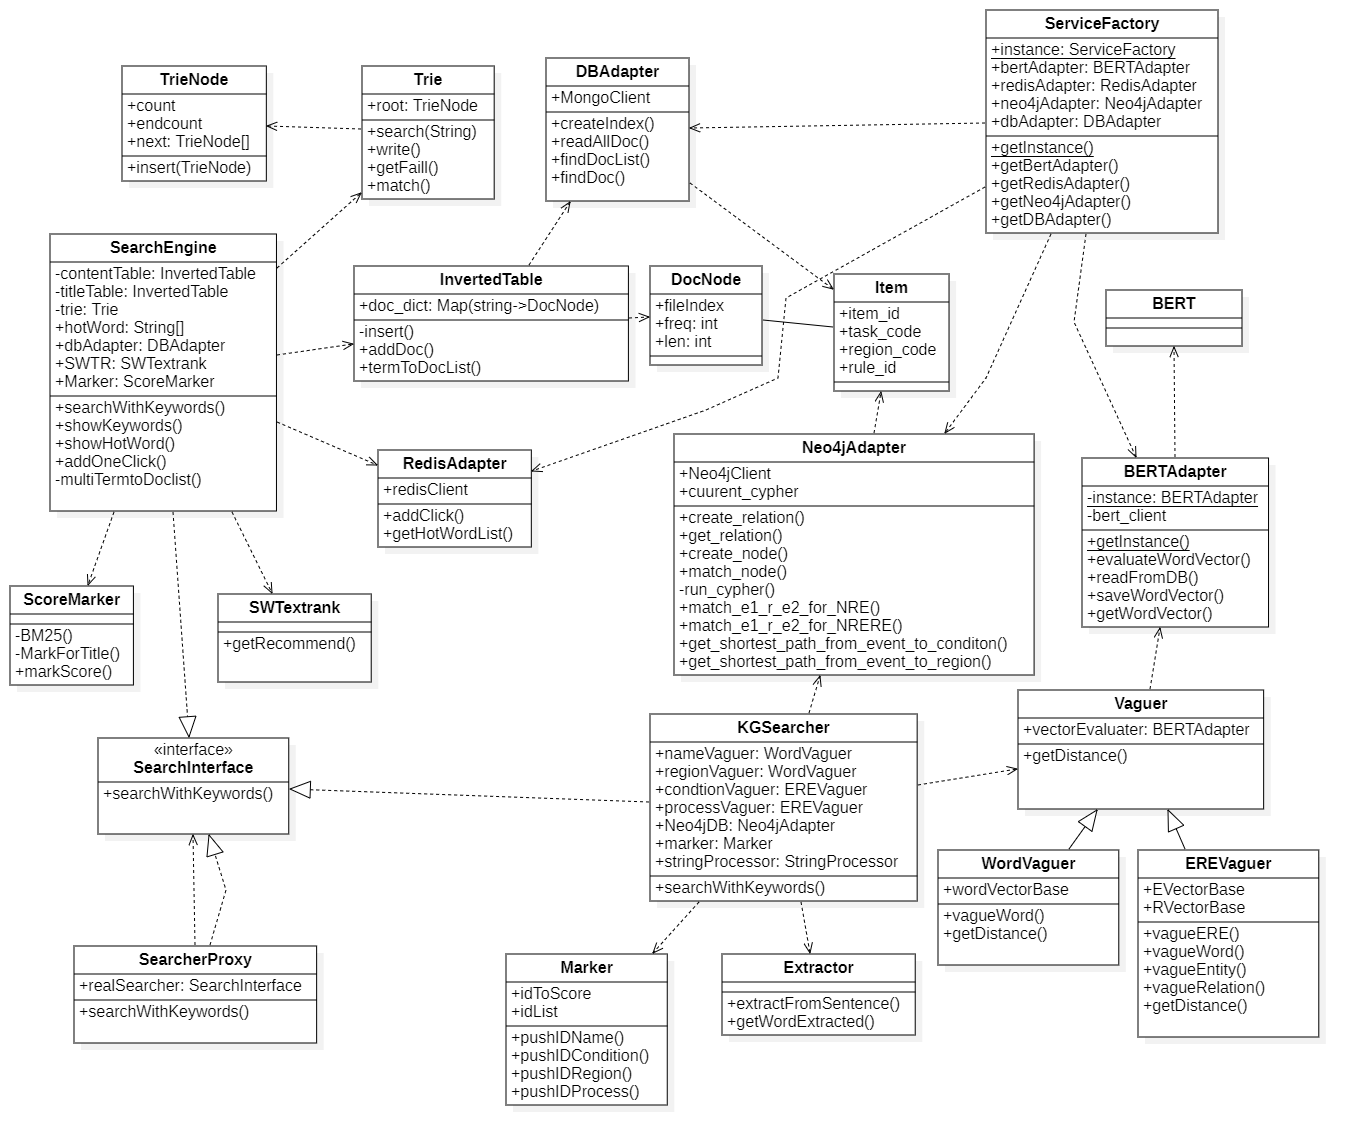 ServiceFactory
+instance: ServiceFactory
+bertAdapter: BERTAdapter
+redisAdapter: RedisAdapter
+neo4jAdapter: Neo4jAdapter
+dbAdapter: DBAdapter
+getInstance()
+getBertAdapter()
+getRedisAdapter()
+getNeo4jAdapter()
+getDBAdapter()
TrieNode
+count
+endcount
+next: TrieNode[]
+insert(TrieNode)
Trie
+root: TrieNode
+search(String)
+write()
+getFaill()
+match()
DBAdapter
+MongoClient
+createIndex()
+readAllDoc()
+findDocList()
+findDoc()
SearchEngine
-contentTable: InvertedTable
-titleTable: InvertedTable
-trie: Trie
+hotWord: String[]
+dbAdapter: DBAdapter
+SWTR: SWTextrank
+Marker: ScoreMarker
+searchWithKeywords()
+showKeywords()
+showHotWord()
+addOneClick()
-multiTermtoDoclist()
InvertedTable
+doc_dict: Map(string->DocNode)
-insert()
+addDoc()
+termToDocList()
DocNode
+fileIndex
+freq: int
+len: int
Item
+item_id
+task_code
+region_code
+rule_id
BERT
RedisAdapter
+redisClient
+addClick()
+getHotWordList()
Neo4jAdapter
+Neo4jClient
+cuurent_cypher
+create_relation()
+get_relation()
+create_node()
+match_node()
-run_cypher()
+match_e1_r_e2_for_NRE()
+match_e1_r_e2_for_NRERE()
+get_shortest_path_from_event_to_conditon()
+get_shortest_path_from_event_to_region()
BERTAdapter
-instance: BERTAdapter
-bert_client
+getInstance()
+evaluateWordVector()
+readFromDB()
+saveWordVector()
+getWordVector()
ScoreMarker
-BM25()
-MarkForTitle()
+markScore()
SWTextrank
+getRecommend()
«interface»
SearchInterface
+searchWithKeywords()
KGSearcher
+nameVaguer: WordVaguer
+regionVaguer: WordVaguer
+condtionVaguer: EREVaguer
+processVaguer: EREVaguer
+Neo4jDB: Neo4jAdapter
+marker: Marker
+stringProcessor: StringProcessor
+searchWithKeywords()
Vaguer
+vectorEvaluater: BERTAdapter
+getDistance()
WordVaguer
+wordVectorBase
+vagueWord()
+getDistance()
EREVaguer
+EVectorBase
+RVectorBase
+vagueERE()
+vagueWord()
+vagueEntity()
+vagueRelation()
+getDistance()
SearcherProxy
+realSearcher: SearchInterface
+searchWithKeywords()
Marker
+idToScore
+idList
+pushIDName()
+pushIDCondition()
+pushIDRegion()
+pushIDProcess()
Extractor
+extractFromSentence()
+getWordExtracted()